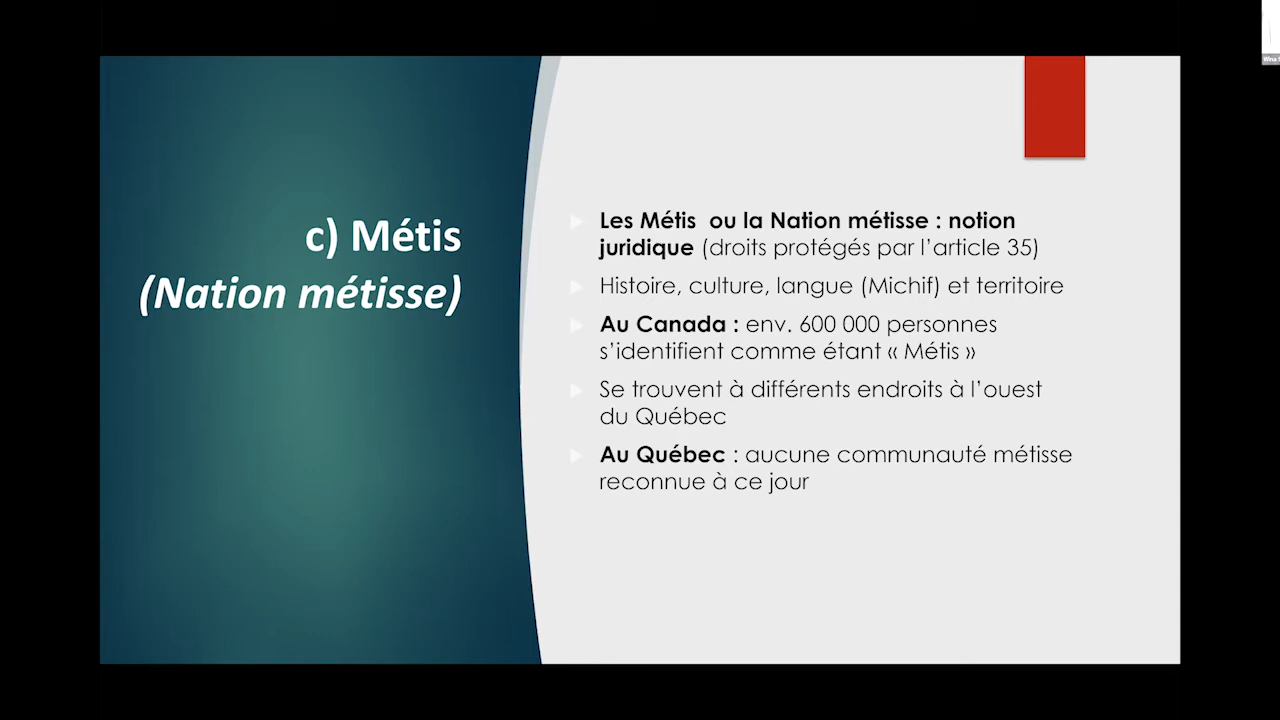 c) Métis
(Nation métisse)
Les Métis ou la Nation métisse : notion
juridique (droits protégés par l'article 35)
Histoire, culture, langue (Michif) et territoire
Au Canada : env. 600 000 personnes
s'identifient comme étant « Métis »
Se trouvent à différents endroits à l'ouest
du Québec
Au Québec : aucune communauté métisse
reconnue à ce jour